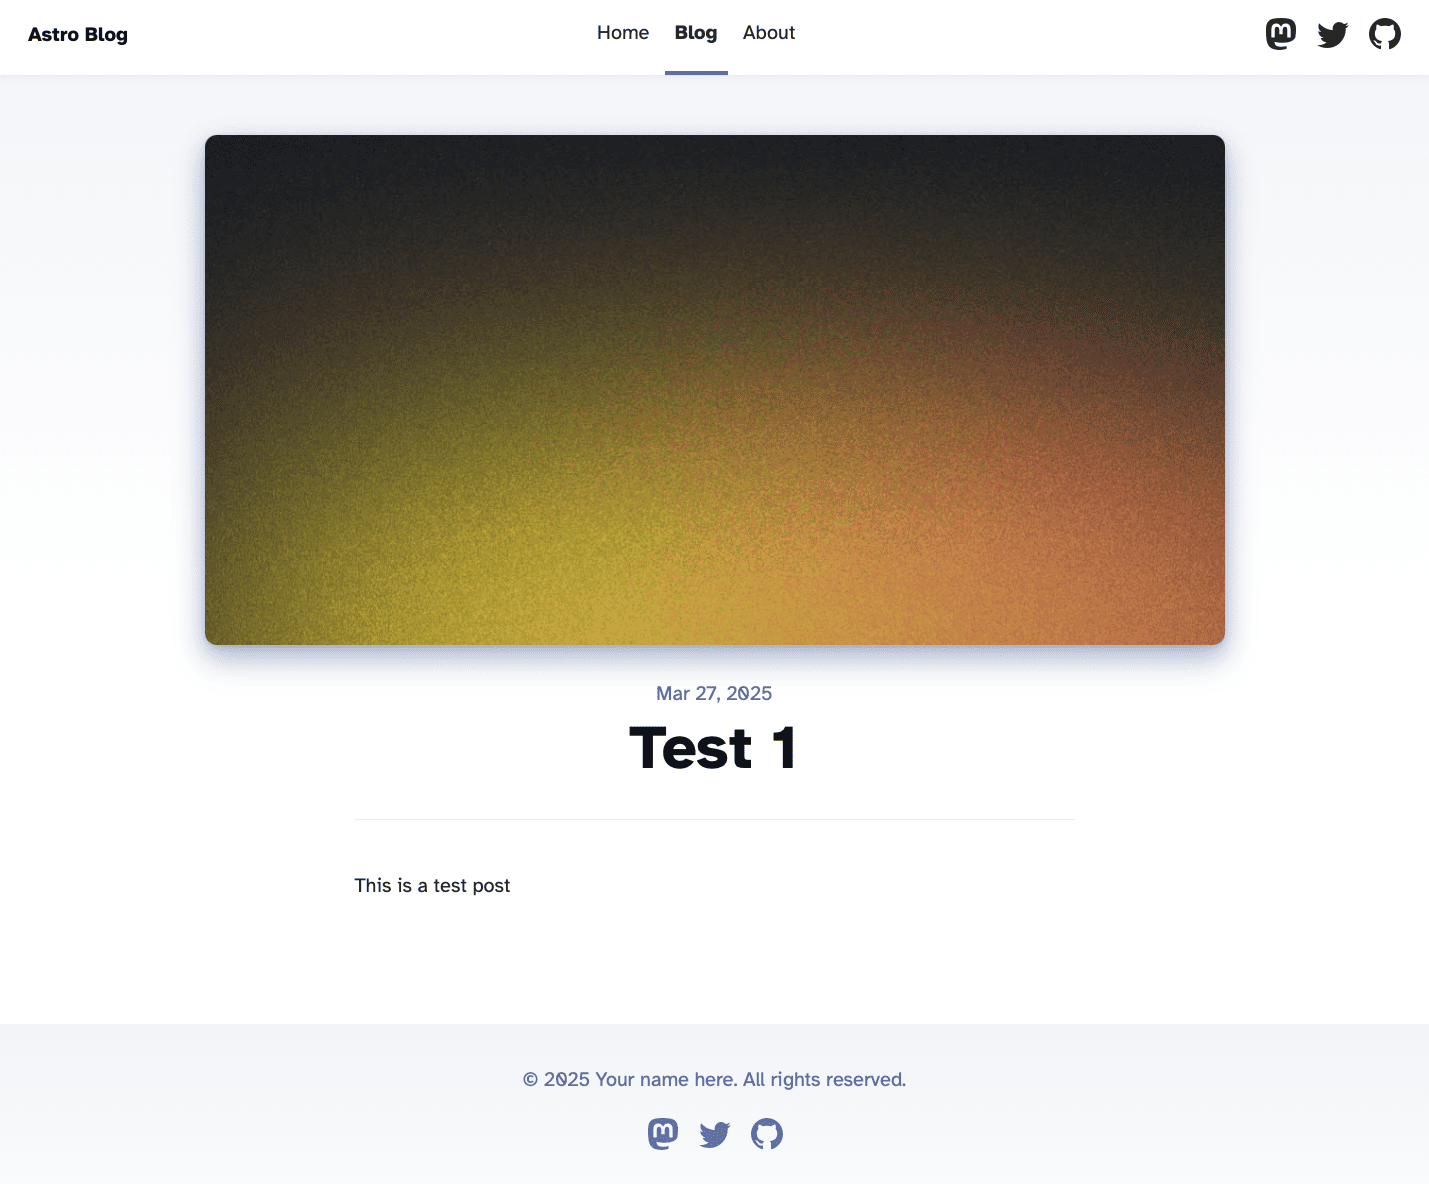 Astro Blog
Home Blog About
Mar 27, 2025
Test 1
This is a test post
© 2025 Your name here. All rights reserved.